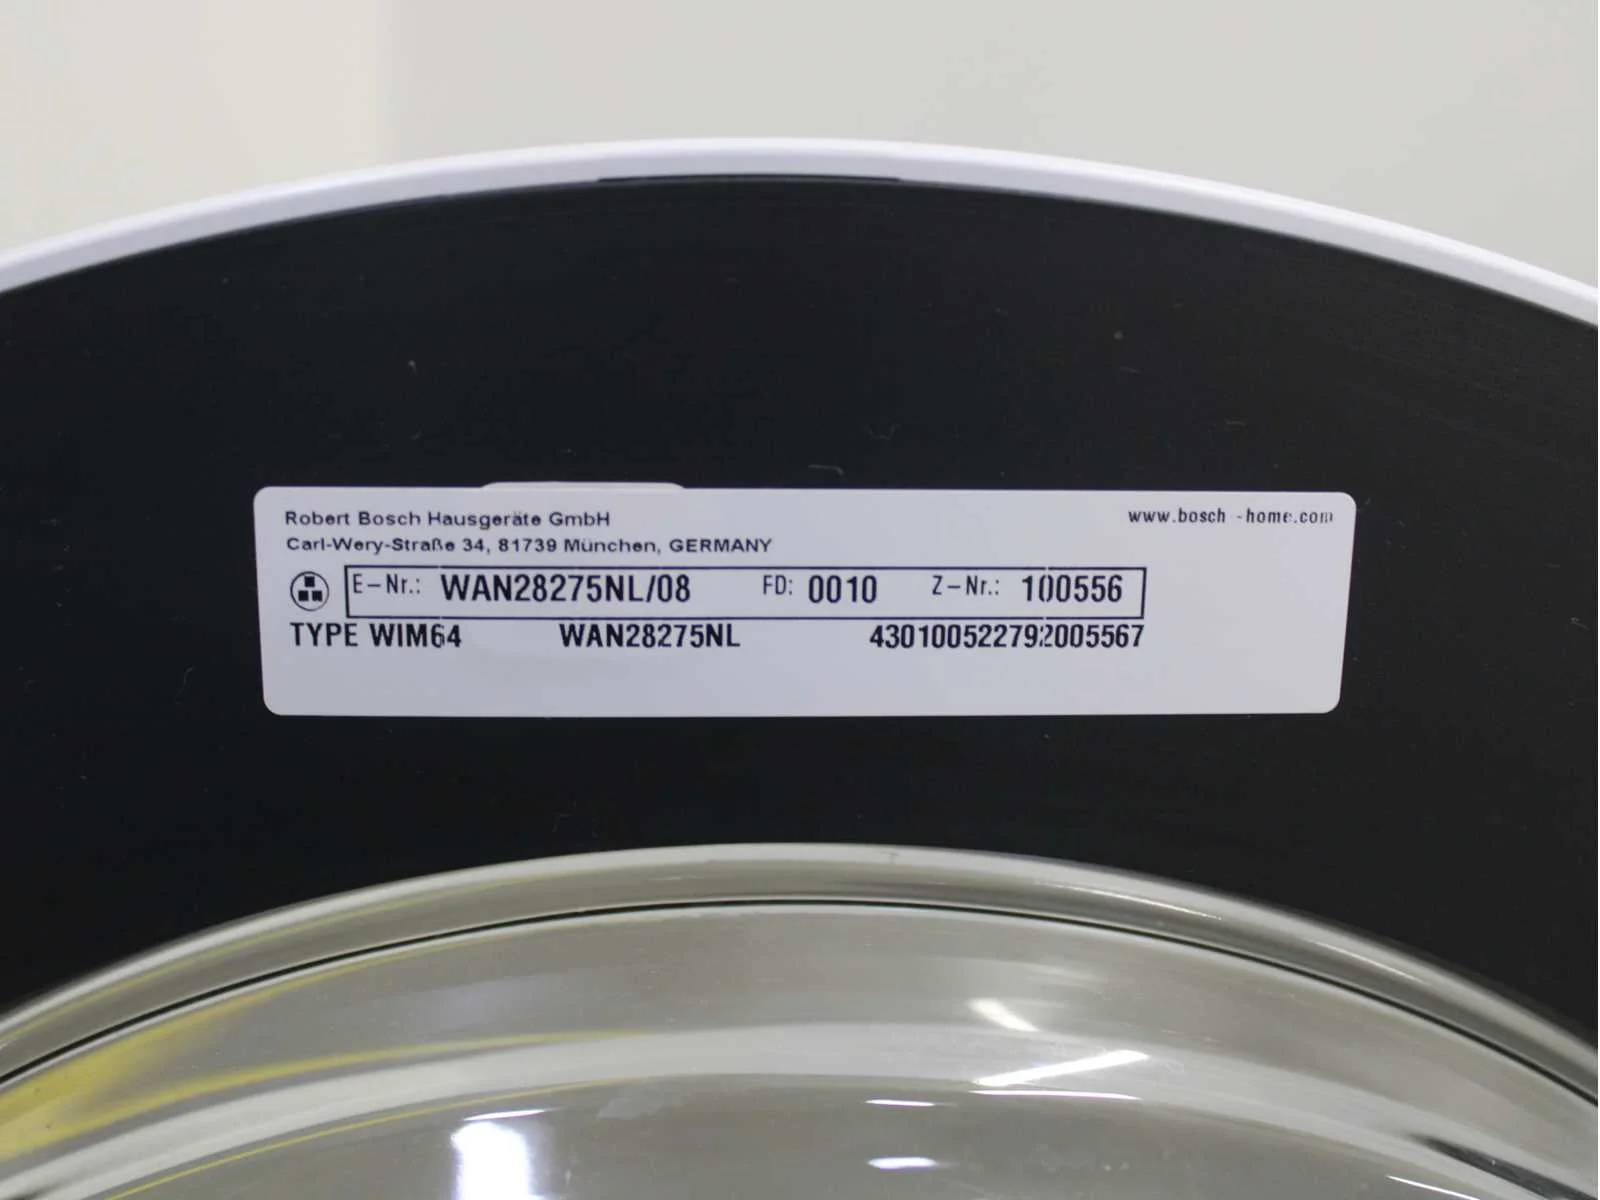 Robert Bosch Hausgeräte GmbH www.bosch -home.com
Carl-Wery-Straße 34, 81739 München, GERMANY
E-Nr.: WAN28275NL/08 FD: 0010 Z-Nr.: 100556
TYPE WIM64 WAN28275NL 430100522792005567